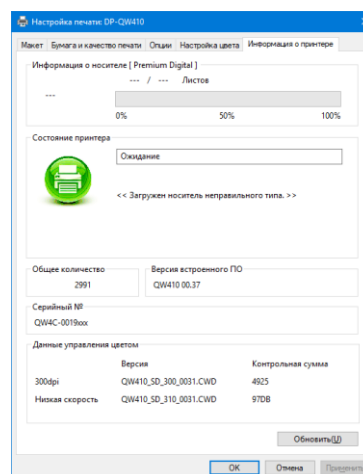 Настройка печати: DP-QW410
Макет Бумага и качество печати Опции Настройка цвета Информация о принтере
Информация о носителе [ Premium Digital ]
--- / --- Листов
---
0% 50% 100%
Состояние принтера
Ожидание
<< Загружен носитель неправильного типа. >>
Общее количество Версия встроенного ПО
2991 QW410 00.37
Серийный №
QW4C-0019xxx
Данные управления цветом
Версия Контрольная сумма
300dpi QW410_SD_300_0031.CWD 4925
Низкая скорость QW410_SD_310_0031.CWD 97DB
Обновить(U)
OK Отмена Применить